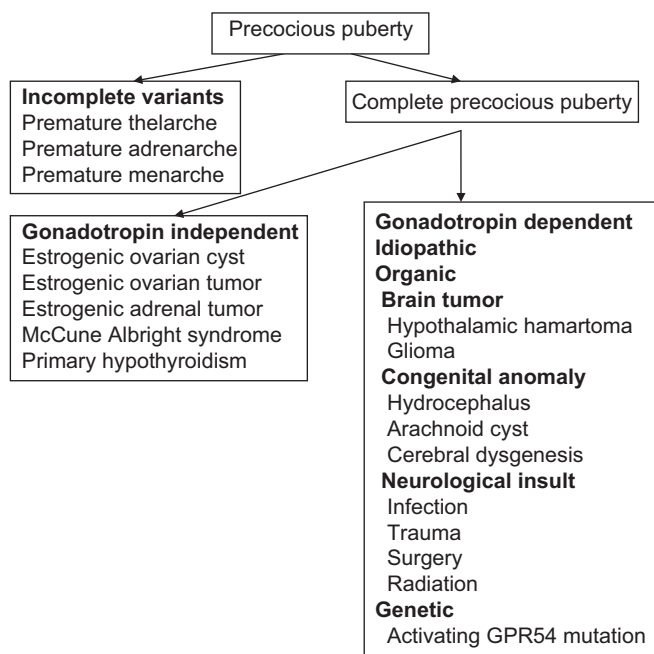 Precocious puberty
Incomplete variants
Premature thelarche
Premature adrenarche
Premature menarche
Complete precocious puberty
Gonadotropin independent
Estrogenic ovarian cyst
Estrogenic ovarian tumor
Estrogenic adrenal tumor
McCune Albright syndrome
Primary hypothyroidism
Gonadotropin dependent
Idiopathic
Organic
Brain tumor
Hypothalamic hamartoma
Glioma
Congenital anomaly
Hydrocephalus
Arachnoid cyst
Cerebral dysgenesis
Neurological insult
Infection
Trauma
Surgery
Radiation
Genetic
Activating GPR54 mutation